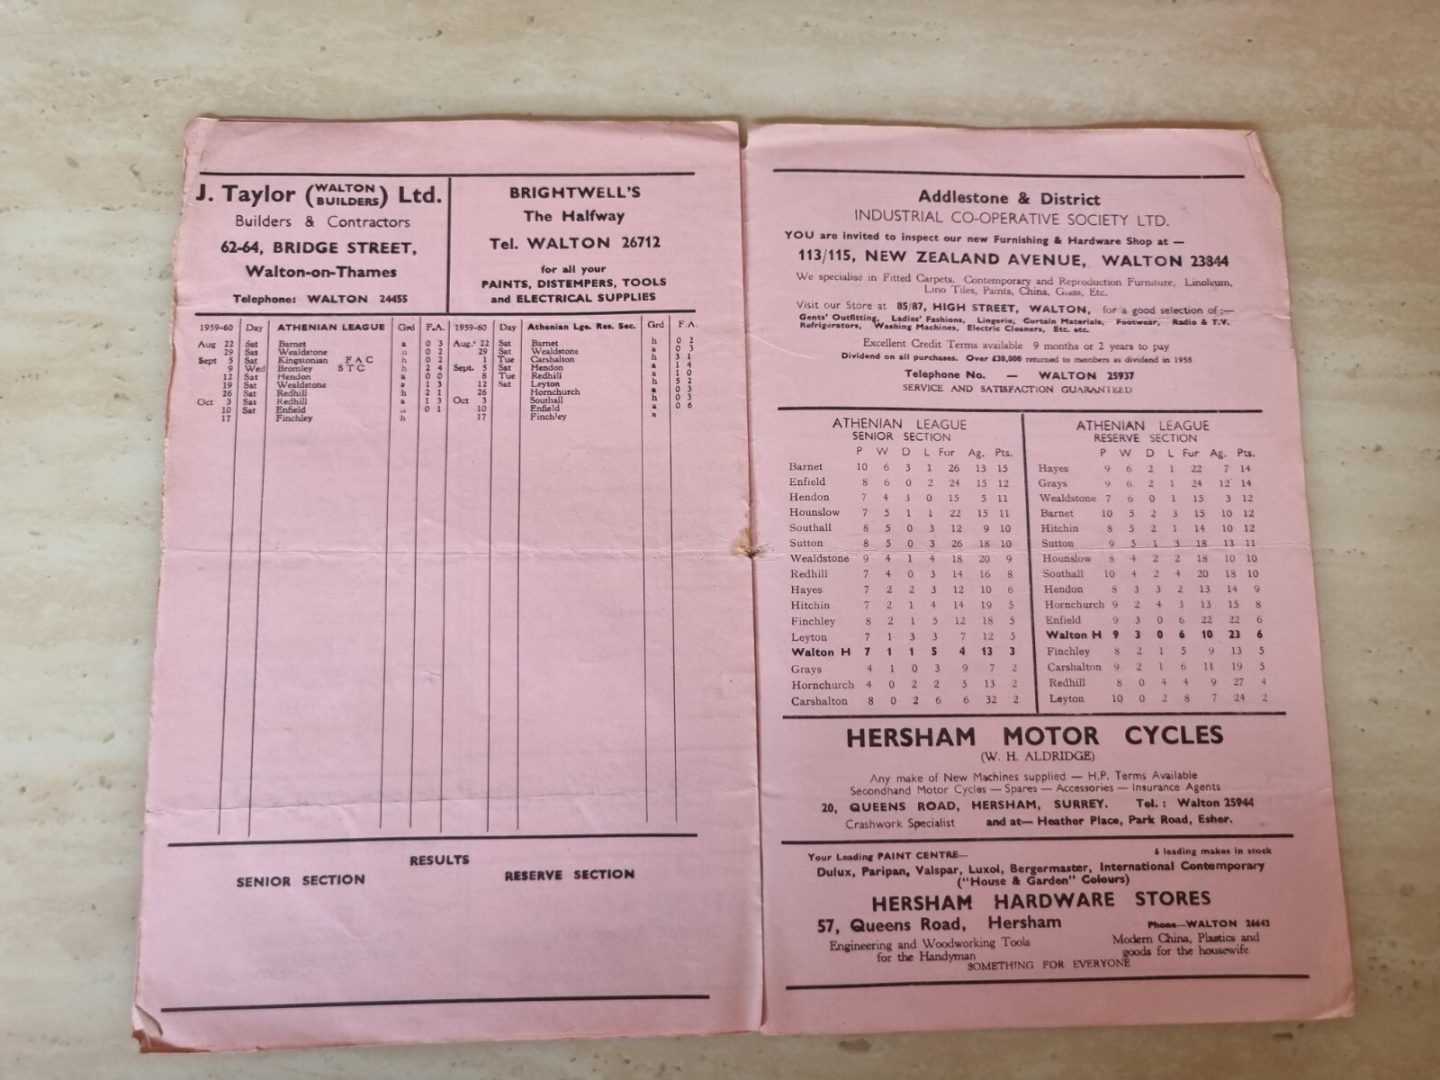 J. Taylor (WALTON BUILDERS) Ltd.
Builders & Contractors
62-64, BRIDGE STREET,
Walton-on-Thames
Telephone: WALTON 24455
BRIGHTWELL'S
The Halfway
Tel. WALTON 26712
for all your
PAINTS, DISTEMPERS, TOOLS
and ELECTRICAL SUPPLIES
1959-60 Day ATHENIAN LEAGUE Grd F.A.
Aug 22 Sat Barnet a 0 3
29 Sat Wealdstone 0 2
Sept 5 Sat Kingstonian F A C h 0 2
9 Wed Bromley S T C h 2 4
12 Sat Hendon a 0 0
19 Sat Wealdstone a 1 3
26 Sat Redhill h 2 1
Oct 3 Sas Redhill a 1 3
10 Sat Enfield 0 1
17 Finchley h
1959-60 Day Athenian Lge. Res. Sec. Grd F.A.
Aug. 22 Sat Barnet h 0 2
29 Sat Wealdstone a 0 3
1 Tue Carshalton h 3 1
Sept. 5 Sat Hendon a 1 4
8 Tue Redhill a 1 0
12 Sat Leyton h 5 2
26 Hornchurch a 0 3
Oct 3 Southall h 0 3
10 Enfield a 0 6
17 Finchley a
RESULTS
SENIOR SECTION RESERVE SECTION
Addlestone & District
INDUSTRIAL CO-OPERATIVE SOCIETY LTD.
YOU are invited to inspect our new Furnishing & Hardware Shop at —
113/115, NEW ZEALAND AVENUE, WALTON 23844
We specialise in Fitted Carpets, Contemporary and Reproduction Furniture, Linoleum,
Lino Tiles, Paints, China, Glass, Etc.
Visit our Store at 85/87, HIGH STREET, WALTON, for a good selection of:—
Gents' Outfitting, Ladies' Fashions, Lingerie, Curtain Materials, Footwear, Radio & T.V.
Refrigerators, Washing Machines, Electric Cleaners, Etc. etc.
Excellent Credit Terms available 9 months or 2 years to pay
Dividend on all purchases. Over £30,000 returned to members as dividend in 1958
Telephone No. — WALTON 25937
SERVICE AND SATISFACTION GUARANTEED
ATHENIAN LEAGUE
SENIOR SECTION
P W D L Fur Ag. Pts.
Barnet 10 6 3 1 26 13 15
Enfield 8 6 0 2 24 15 12
Hendon 7 4 3 0 15 5 11
Hounslow 7 5 1 1 22 15 11
Southall 8 5 0 3 12 9 10
Sutton 8 5 0 3 26 18 10
Wealdstone 9 4 1 4 18 20 9
Redhill 7 4 0 3 14 16 8
Hayes 7 2 2 3 12 10 6
Hitchin 7 2 1 4 14 19 5
Finchley 8 2 1 5 12 18 5
Leyton 7 1 3 3 7 12 5
Walton H 7 1 1 5 4 13 3
Grays 4 1 0 3 9 7 2
Hornchurch 4 0 2 2 5 13 2
Carshalton 8 0 2 6 6 32 2
ATHENIAN LEAGUE
RESERVE SECTION
P W D L Fur Ag. Pts.
Hayes 9 6 2 1 22 7 14
Grays 9 6 2 1 24 12 14
Wealdstone 7 6 0 1 15 3 12
Barnet 10 5 2 3 15 10 12
Hitchin 8 5 2 1 14 10 12
Sutton 9 5 1 3 18 13 11
Hounslow 8 4 2 2 18 10 10
Southall 10 4 2 4 20 18 10
Hendon 8 3 3 2 13 14 9
Hornchurch 9 2 4 3 13 15 8
Enfield 9 3 0 6 22 22 6
Walton H 9 3 0 6 10 23 6
Finchley 8 2 1 5 9 13 5
Carshalton 9 2 1 6 11 19 5
Redhill 8 0 4 4 9 27 4
Leyton 10 0 2 8 7 24 2
HERSHAM MOTOR CYCLES
(W. H. ALDRIDGE)
Any make of New Machines supplied — H.P. Terms Available
Secondhand Motor Cycles — Spares — Accessories — Insurance Agents
20, QUEENS ROAD, HERSHAM, SURREY. Tel. : Walton 25944
Crashwork Specialist and at— Heather Place, Park Road, Esher.
Your Leading PAINT CENTRE— 6 leading makes in stock
Dulux, Paripan, Valspar, Luxol, Bergermaster, International Contemporary
("House & Garden" Colours)
HERSHAM HARDWARE STORES
57, Queens Road, Hersham Phone—WALTON 26643
Engineering and Woodworking Tools
for the Handyman
Modern China, Plastics and
goods for the housewife
SOMETHING FOR EVERYONE